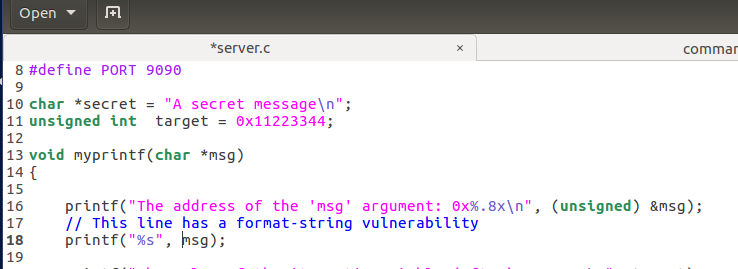 Open
*server.c × comman
8 #define PORT 9090
9
10 char *secret = "A secret message\n";
11 unsigned int  target = 0x11223344;
12
13 void myprintf(char *msg)
14 {
15
16     printf("The address of the 'msg' argument: 0x%.8x\n", (unsigned) &msg);
17     // This line has a format-string vulnerability
18     printf("%s", msg);
19